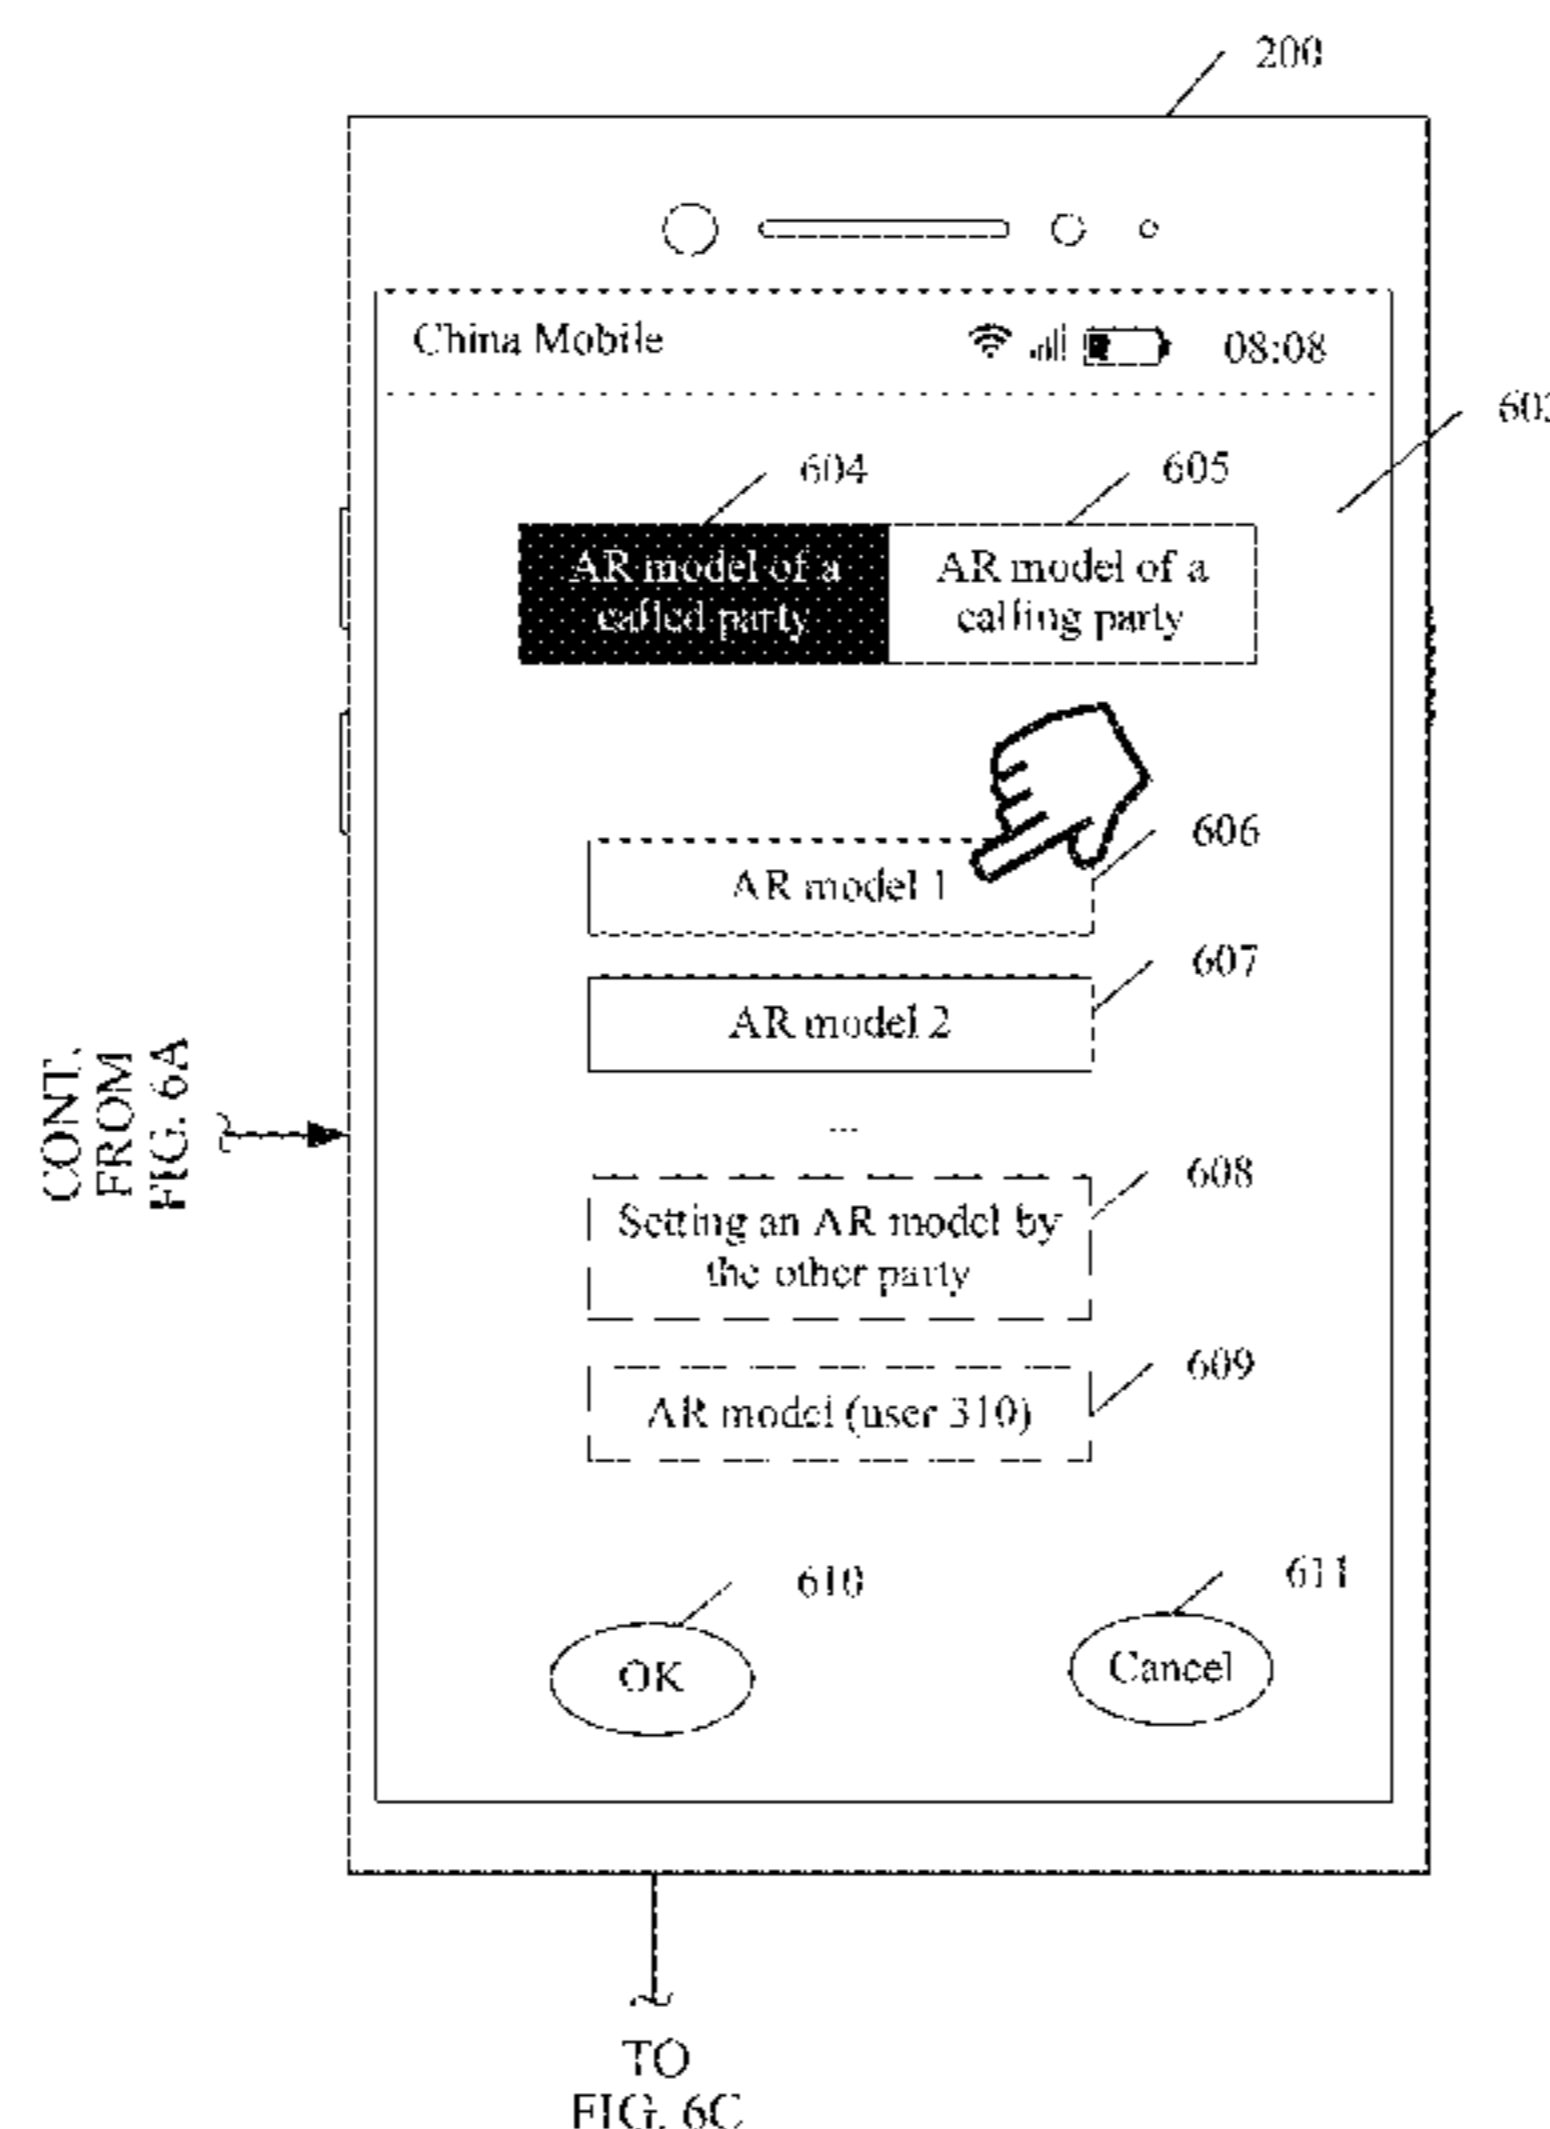 200
China Mobile 08:08
604
605
AR model of a
called party
AR model of a
calling party
606
AR model 1
607
AR model 2
...
CONT.
FROM
FIG. 6A
608
Setting an AR model by
the other party
609
AR model (user 310)
610
611
OK
Cancel
TO
FIG. 6C